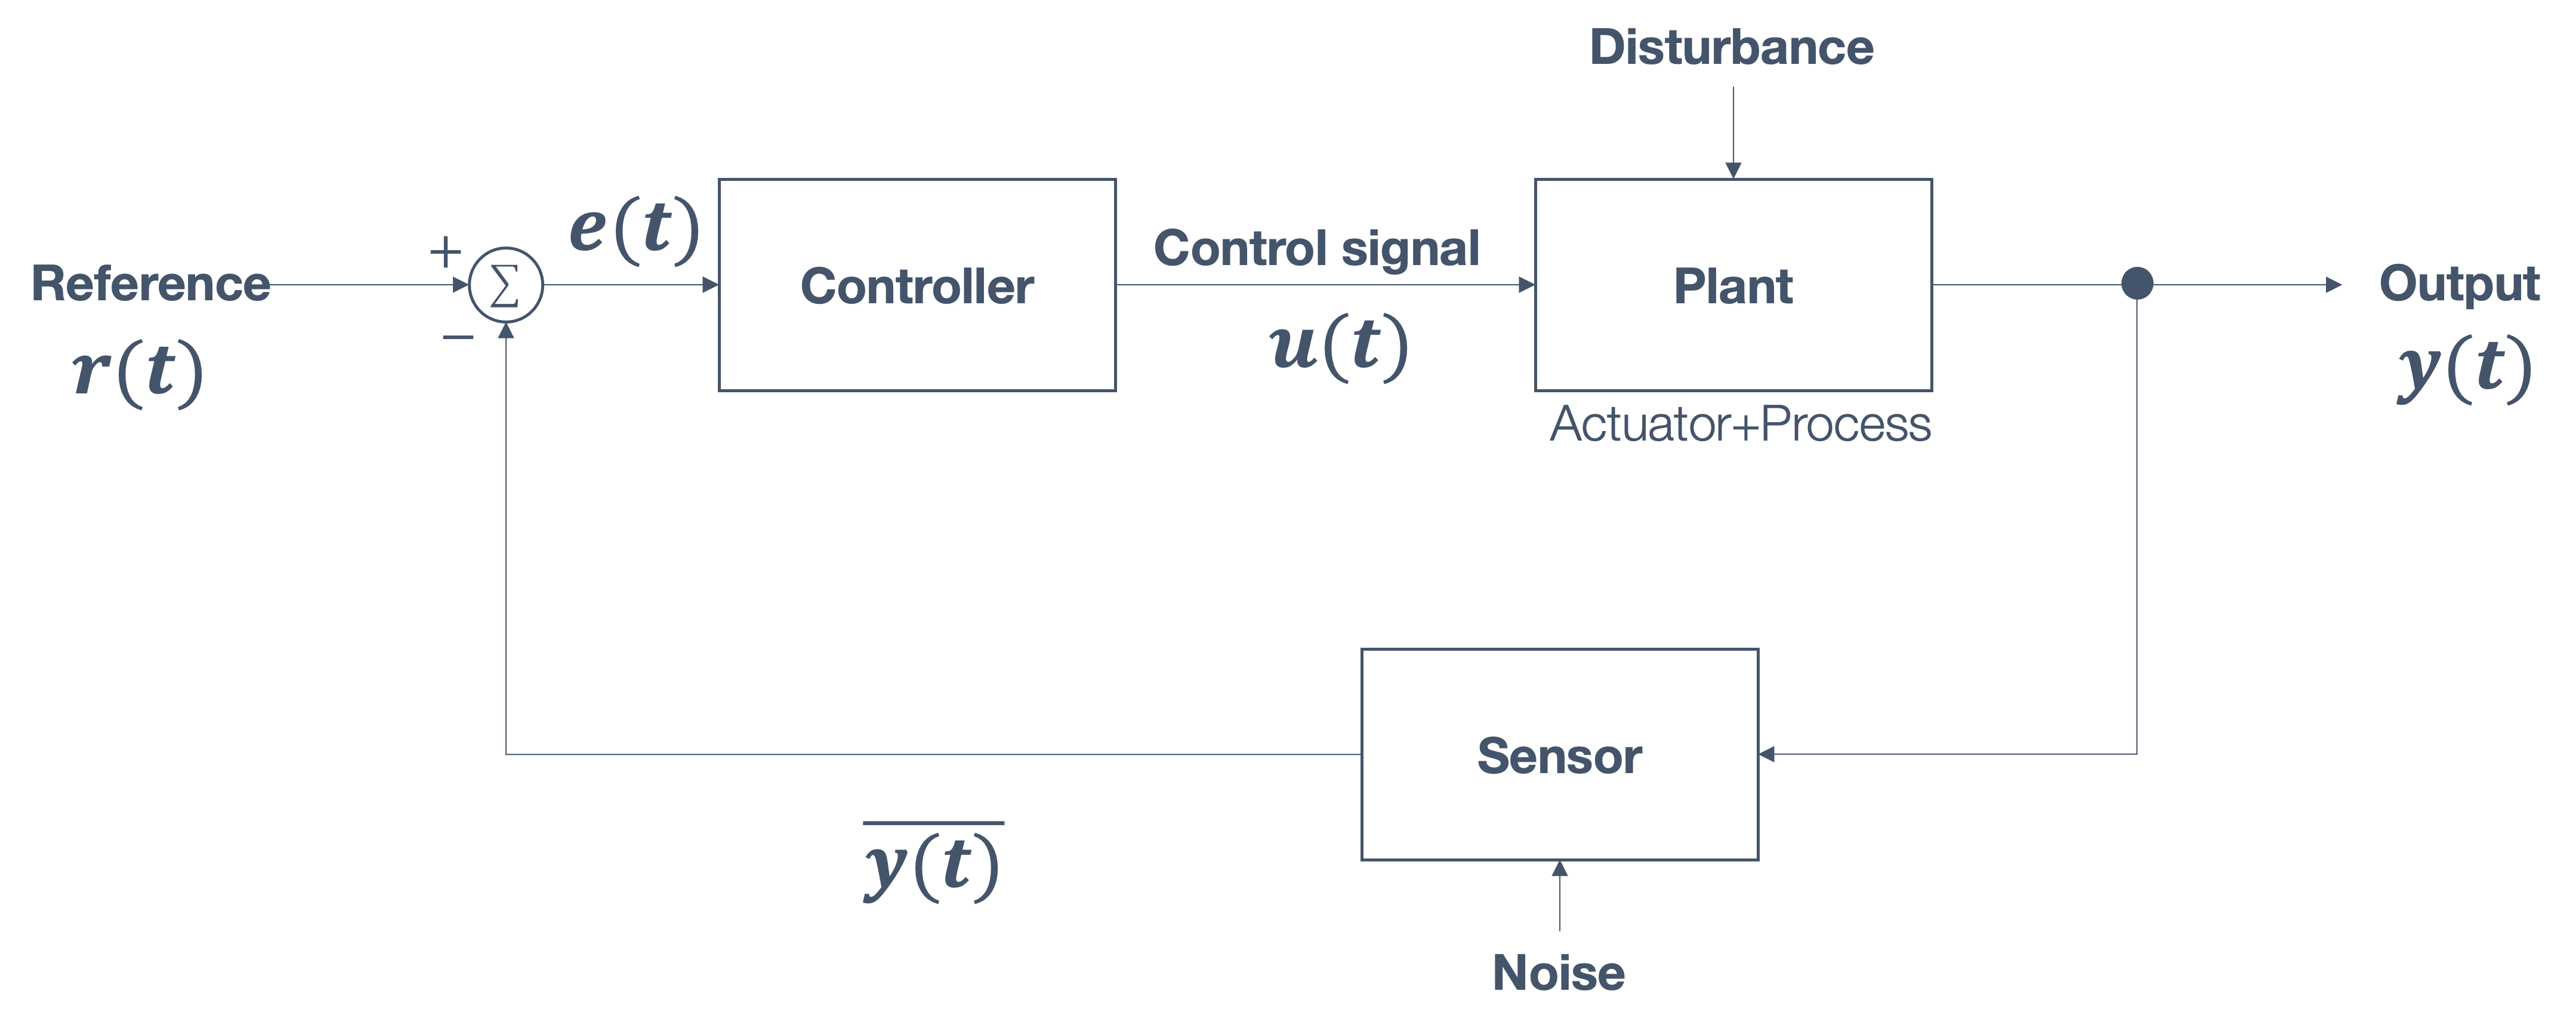 Disturbance
+
e(t)
Reference
∑
Controller
Control signal
Plant
Output
−
r(t)
u(t)
y(t)
Actuator+Process
Sensor
y(t)
Noise